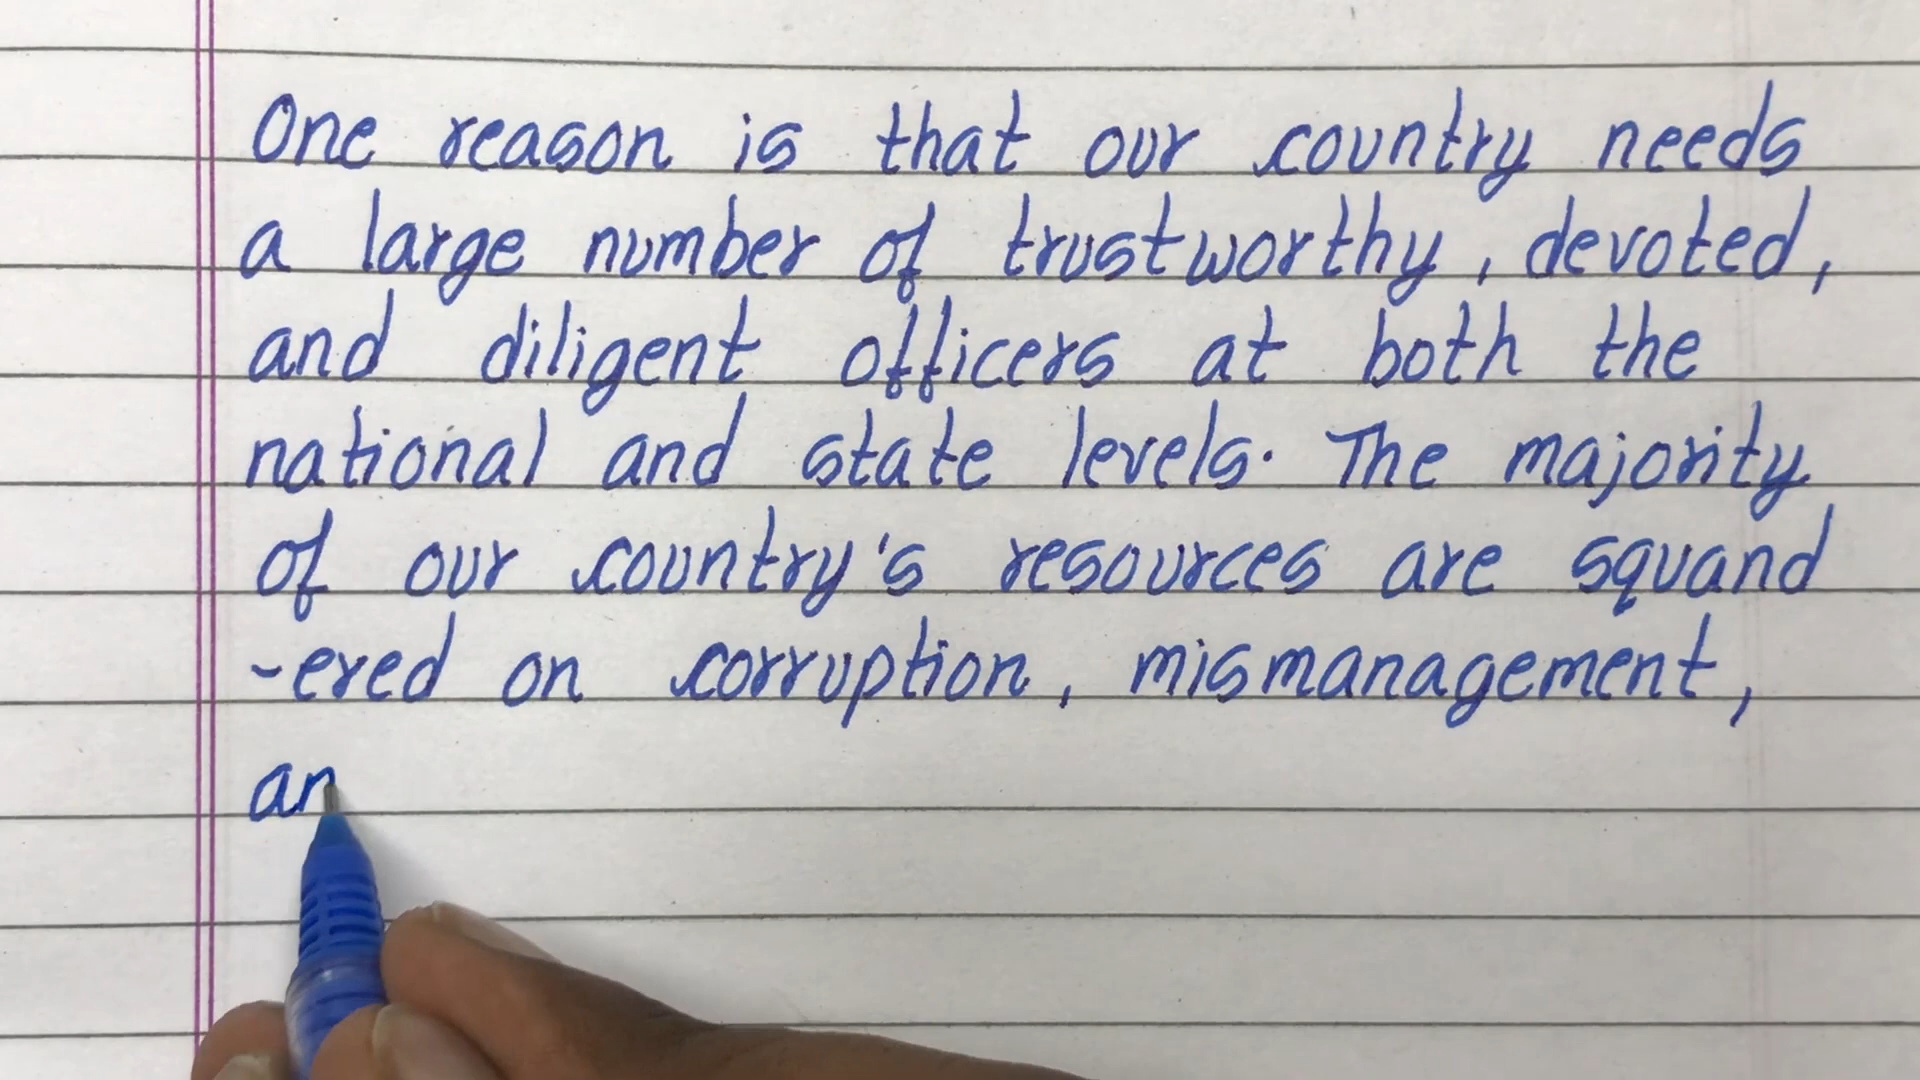 One reason is that our country needs
a large number of trustworthy, devoted,
and diligent officers at both the
national and state levels. The majority
of our country's resources are squand
-ered on corruption, mismanagement,
an